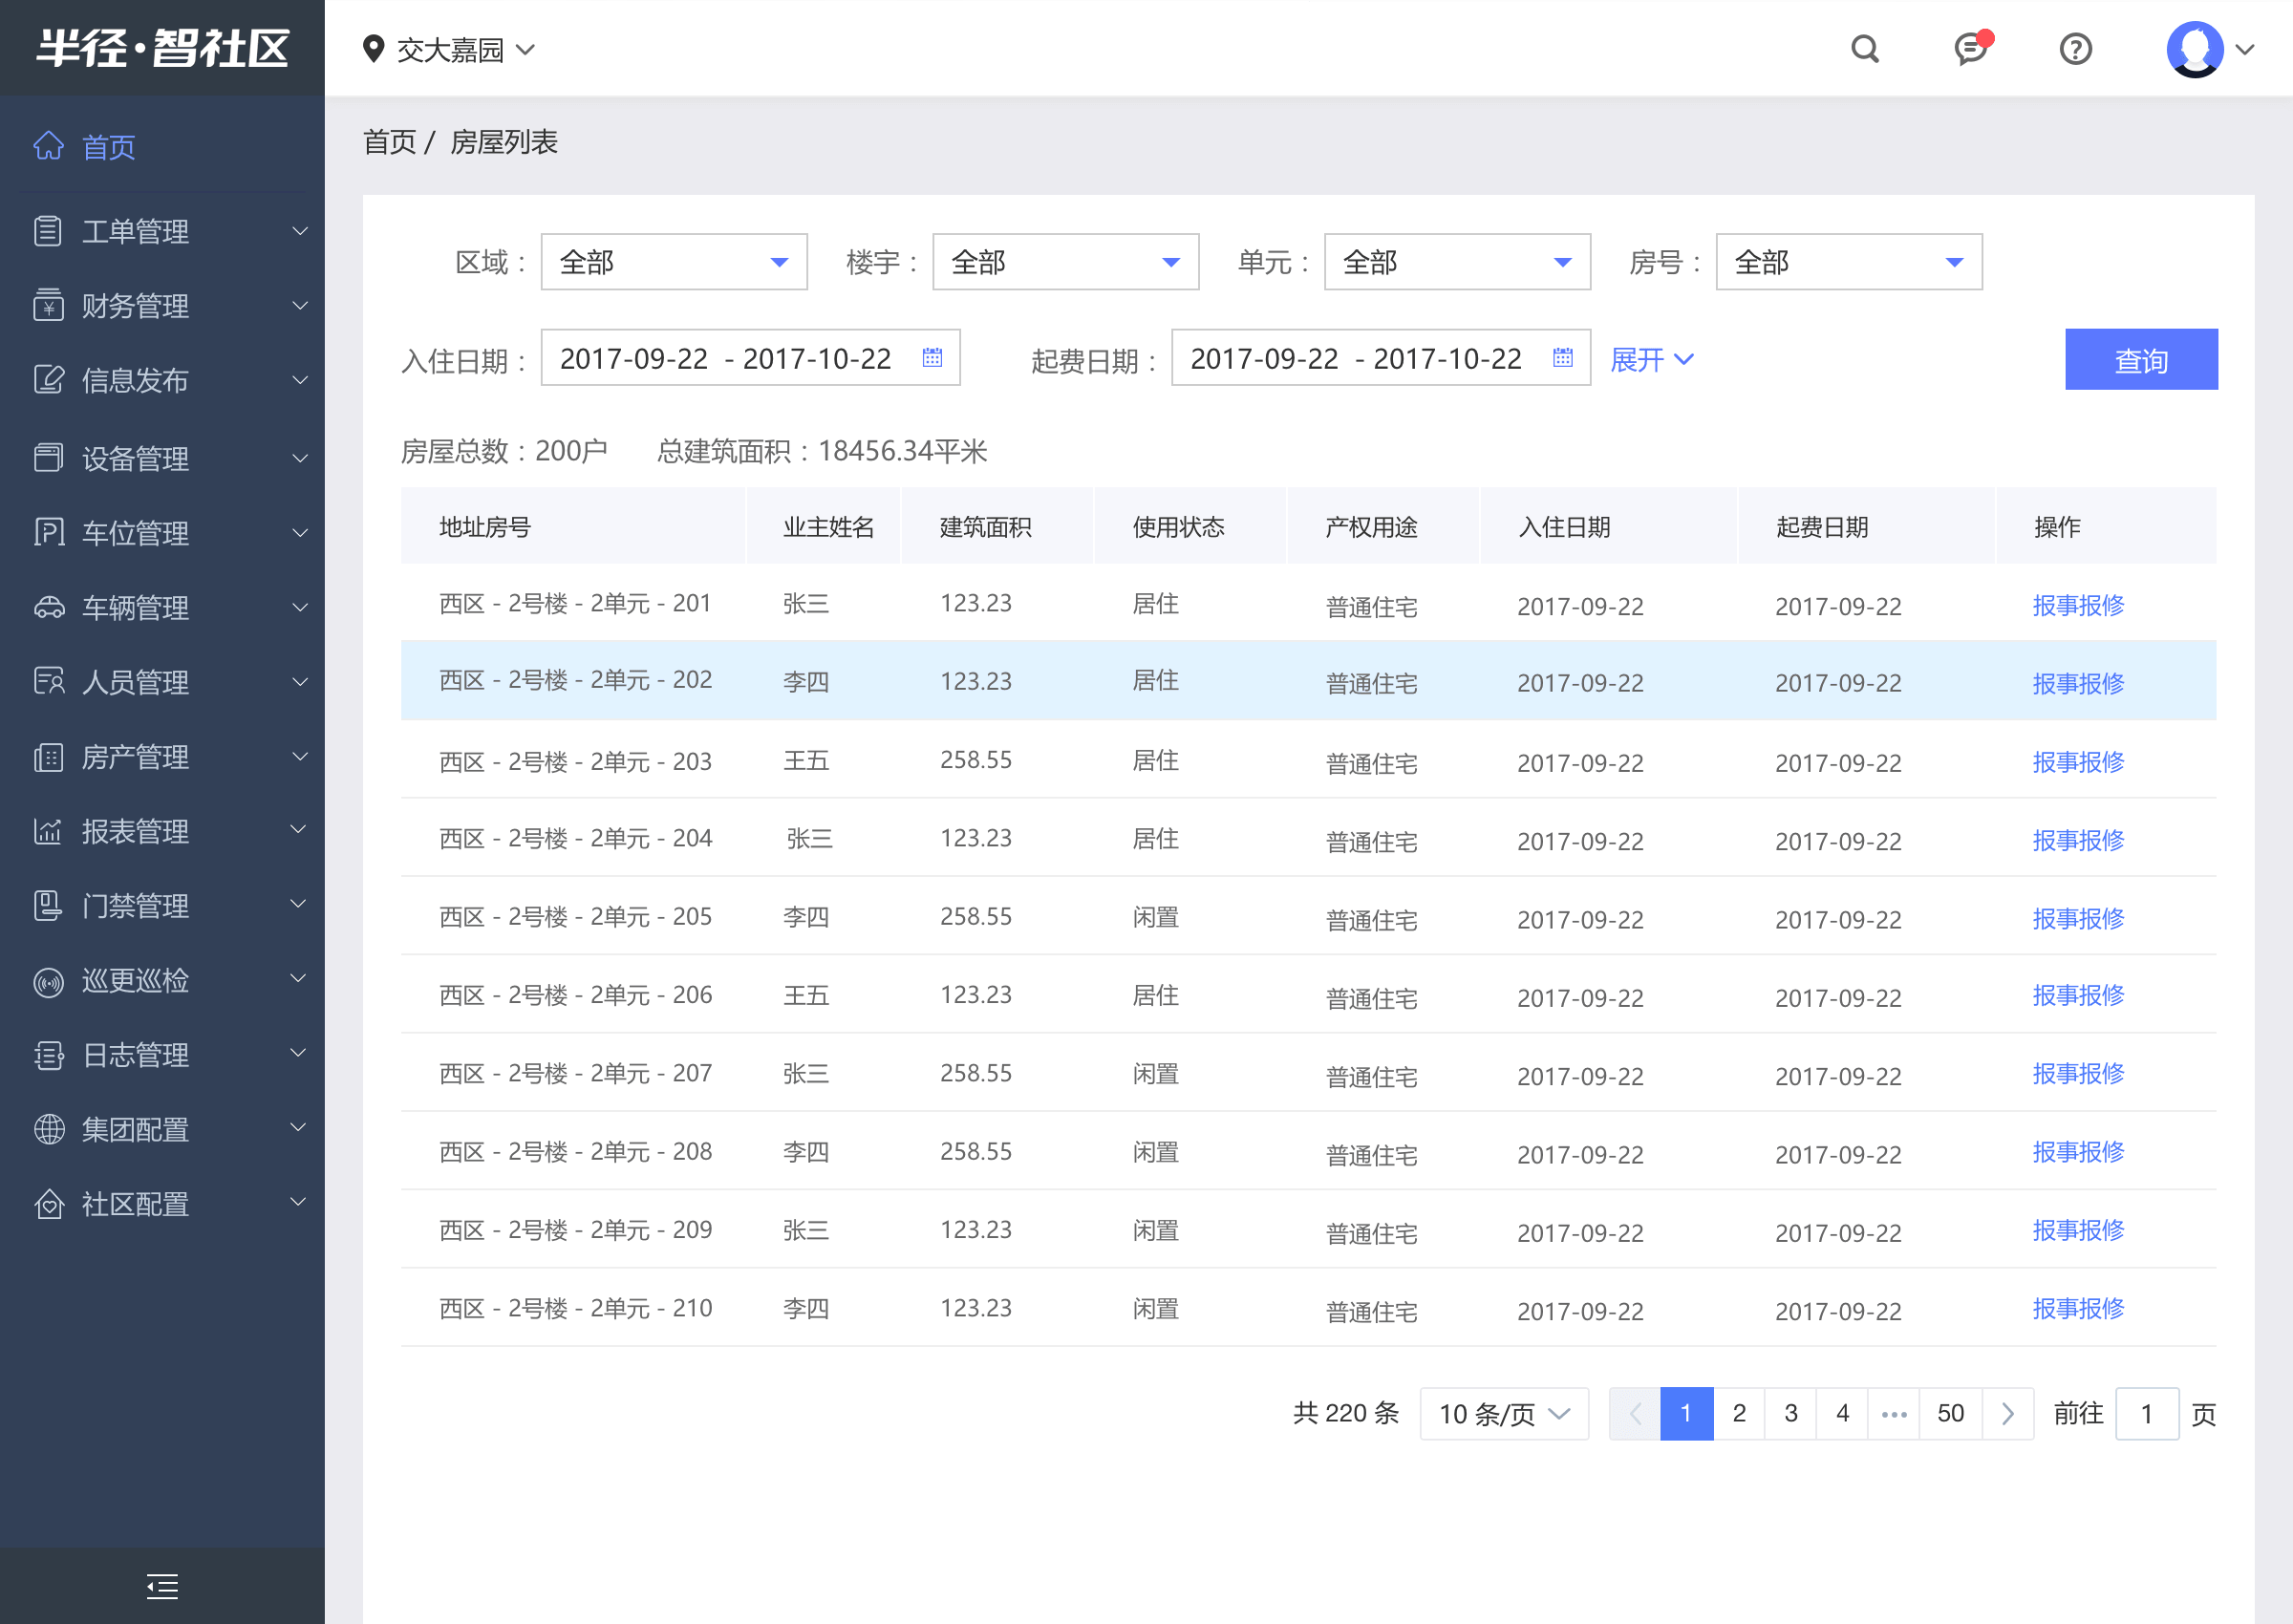 半径·智社区
交大嘉园
首页
工单管理
财务管理
信息发布
设备管理
车位管理
车辆管理
人员管理
房产管理
报表管理
门禁管理
巡更巡检
日志管理
集团配置
社区配置
首页 / 房屋列表
区域： 全部 楼宇： 全部 单元： 全部 房号： 全部
入住日期： 2017-09-22 - 2017-10-22 起费日期： 2017-09-22 - 2017-10-22 展开 查询
房屋总数：200户 总建筑面积：18456.34平米
地址房号 业主姓名 建筑面积 使用状态 产权用途 入住日期 起费日期 操作
西区 - 2号楼 - 2单元 - 201 张三 123.23 居住 普通住宅 2017-09-22 2017-09-22 报事报修
西区 - 2号楼 - 2单元 - 202 李四 123.23 居住 普通住宅 2017-09-22 2017-09-22 报事报修
西区 - 2号楼 - 2单元 - 203 王五 258.55 居住 普通住宅 2017-09-22 2017-09-22 报事报修
西区 - 2号楼 - 2单元 - 204 张三 123.23 居住 普通住宅 2017-09-22 2017-09-22 报事报修
西区 - 2号楼 - 2单元 - 205 李四 258.55 闲置 普通住宅 2017-09-22 2017-09-22 报事报修
西区 - 2号楼 - 2单元 - 206 王五 123.23 居住 普通住宅 2017-09-22 2017-09-22 报事报修
西区 - 2号楼 - 2单元 - 207 张三 258.55 闲置 普通住宅 2017-09-22 2017-09-22 报事报修
西区 - 2号楼 - 2单元 - 208 李四 258.55 闲置 普通住宅 2017-09-22 2017-09-22 报事报修
西区 - 2号楼 - 2单元 - 209 张三 123.23 闲置 普通住宅 2017-09-22 2017-09-22 报事报修
西区 - 2号楼 - 2单元 - 210 李四 123.23 闲置 普通住宅 2017-09-22 2017-09-22 报事报修
共 220 条 10 条/页 1 2 3 4 ••• 50 前往 1 页